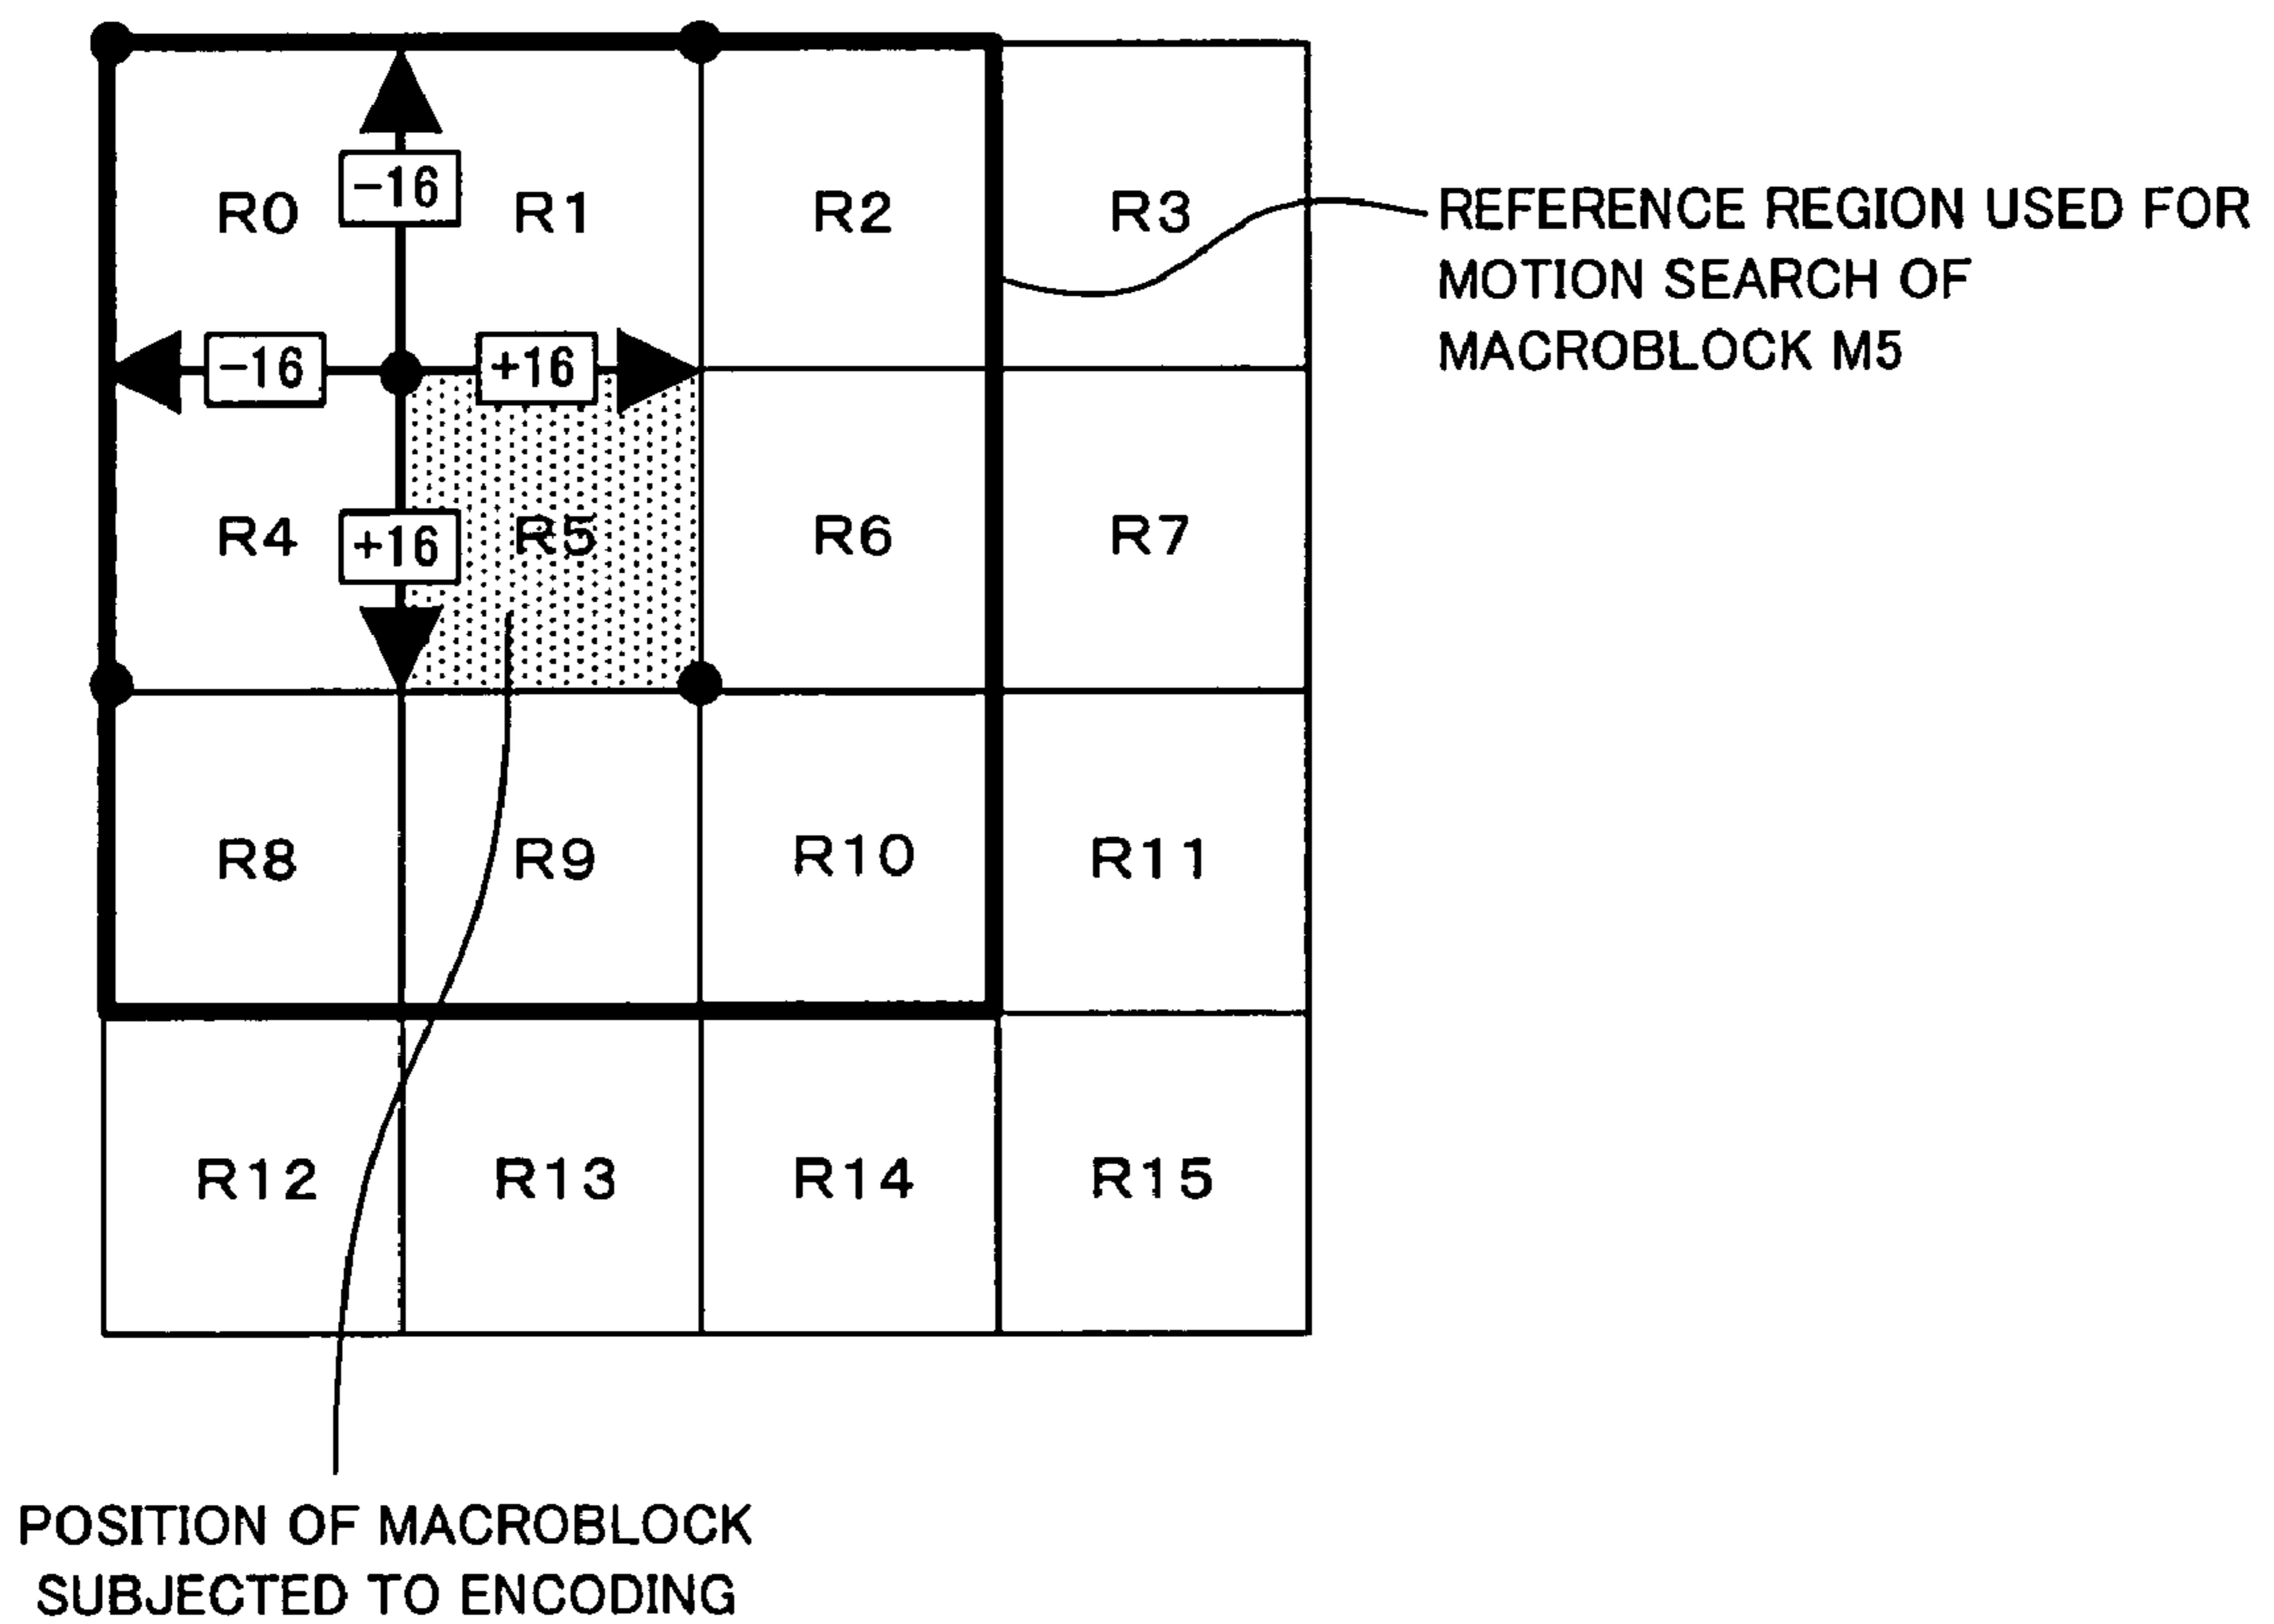 -16
R0 R1 R2 R3
REFERENCE REGION USED FOR
MOTION SEARCH OF
MACROBLOCK M5
-16 +16
R4 +16 R5 R6 R7
R8 R9 R10 R11
R12 R13 R14 R15
POSITION OF MACROBLOCK
SUBJECTED TO ENCODING